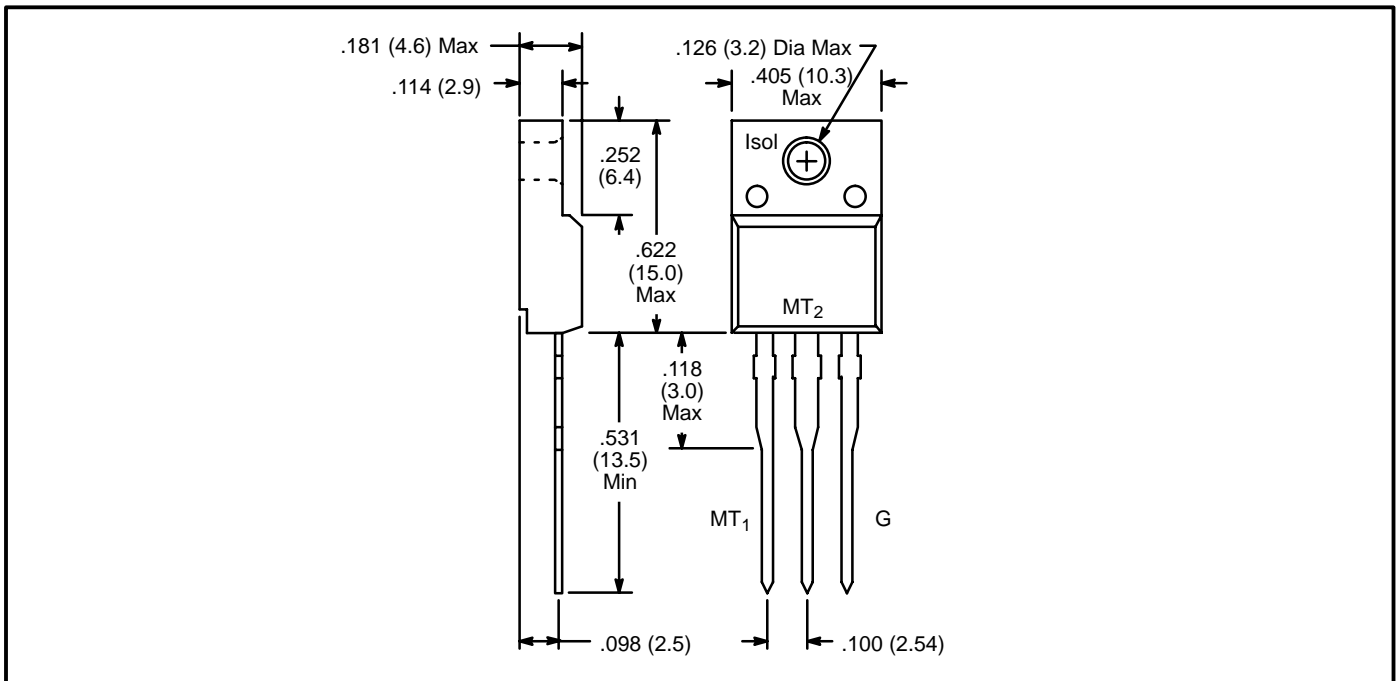 .181 (4.6) Max
.126 (3.2) Dia Max
.114 (2.9)
.405 (10.3)
Max
Isol
.252
(6.4)
.622
(15.0)
Max
MT2
.118
(3.0)
Max
.531
(13.5)
Min
MT1
G
.098 (2.5)
.100 (2.54)